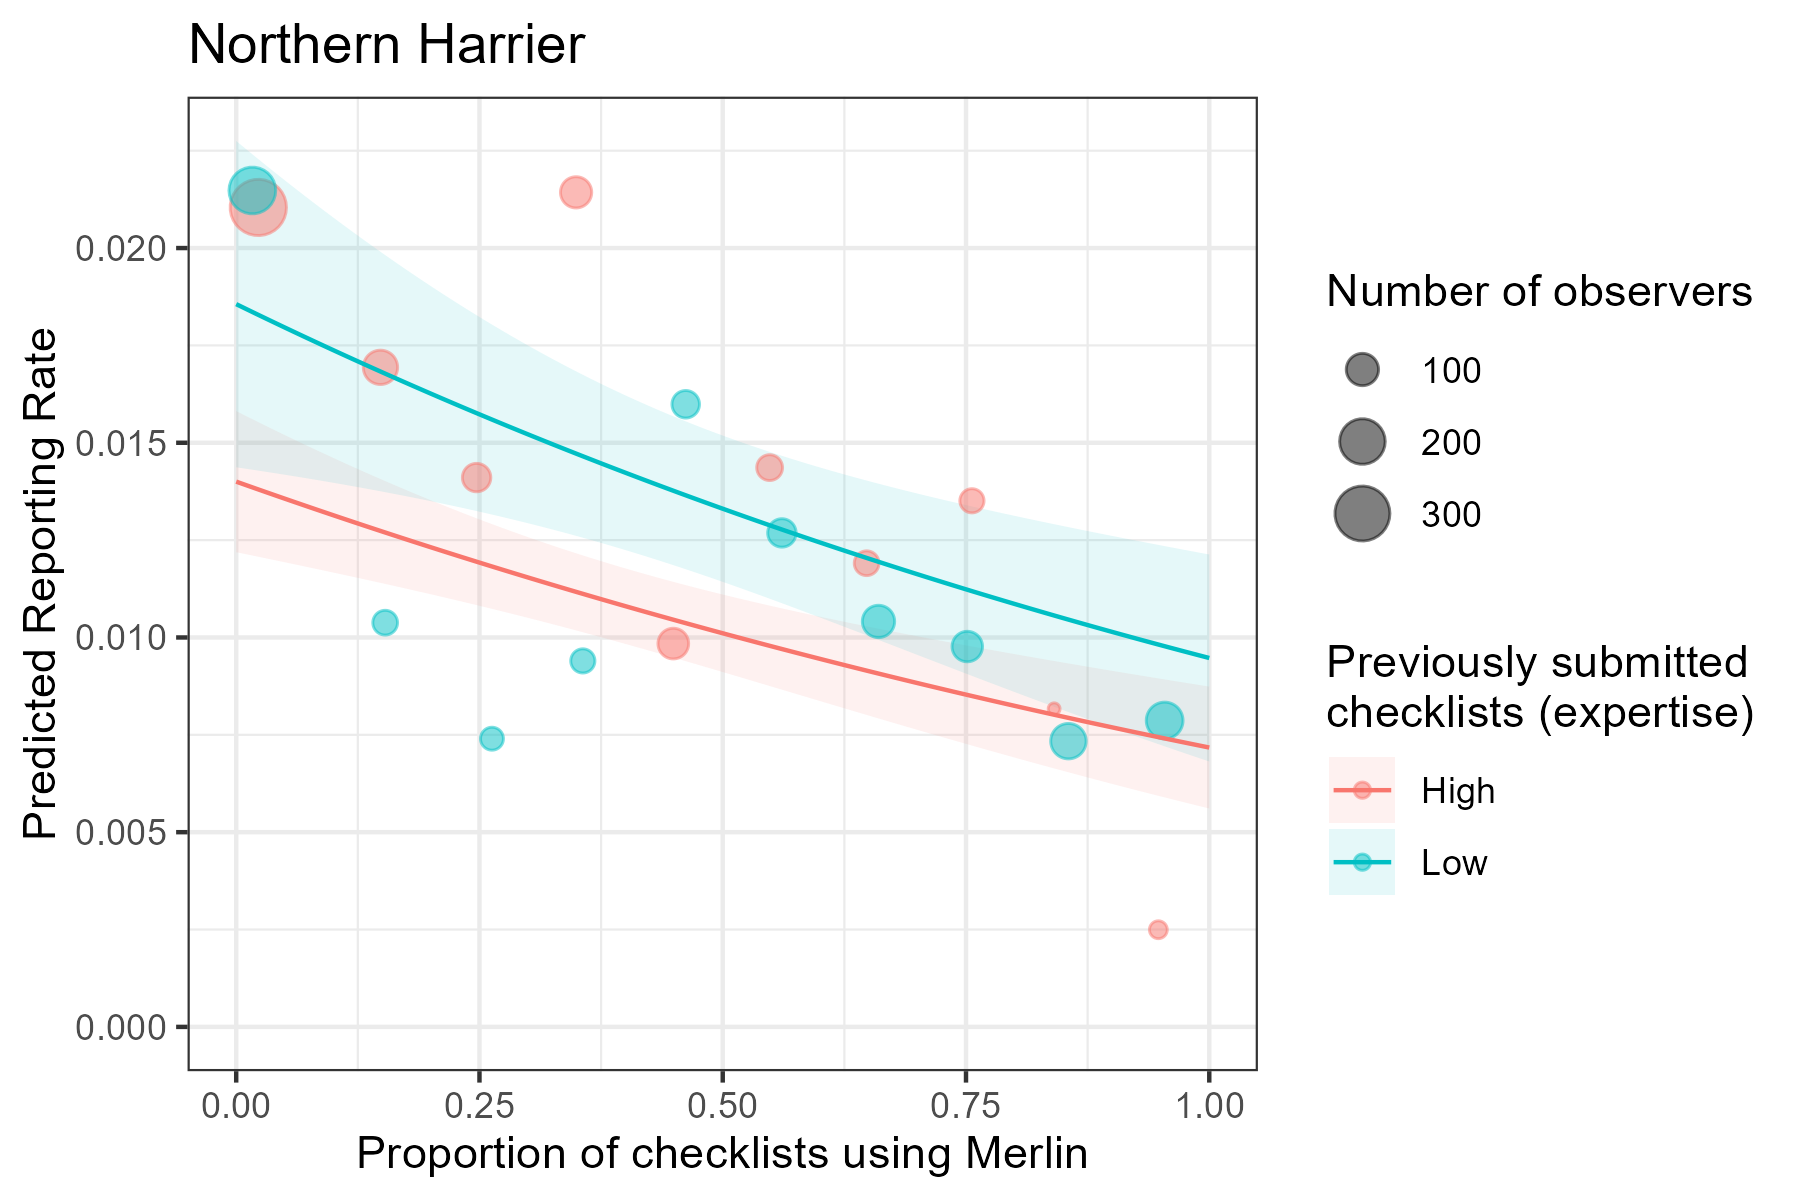 Northern Harrier
Predicted Reporting Rate
0.020
0.015
0.010
0.005
0.000
0.00 0.25 0.50 0.75 1.00
Proportion of checklists using Merlin
Number of observers
100
200
300
Previously submitted
checklists (expertise)
High
Low